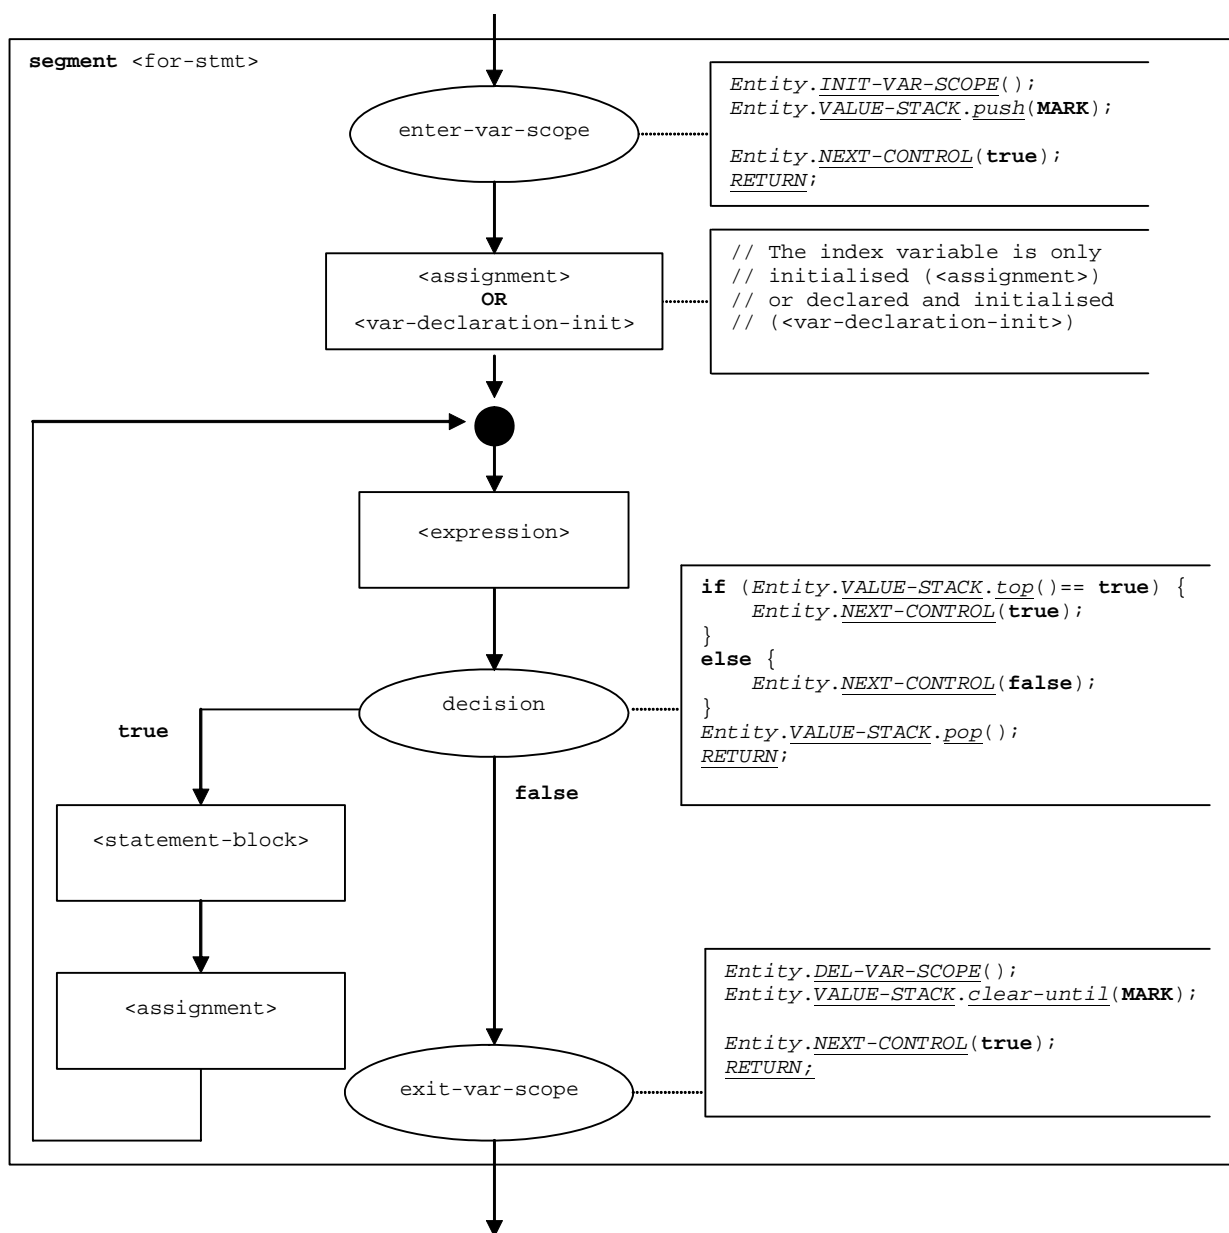 segment <for-stmt>
enter-var-scope
Entity.INIT-VAR-SCOPE();
Entity.VALUE-STACK.push(MARK);
Entity.NEXT-CONTROL(true);
RETURN;
<assignment>
OR
<var-declaration-init>
// The index variable is only
// initialised (<assignment>)
// or declared and initialised
// (<var-declaration-init>)
<expression>
decision
if (Entity.VALUE-STACK.top()== true) {
Entity.NEXT-CONTROL(true);
}
else {
Entity.NEXT-CONTROL(false);
}
Entity.VALUE-STACK.pop();
RETURN;
true
false
<statement-block>
<assignment>
exit-var-scope
Entity.DEL-VAR-SCOPE();
Entity.VALUE-STACK.clear-until(MARK);
Entity.NEXT-CONTROL(true);
RETURN;